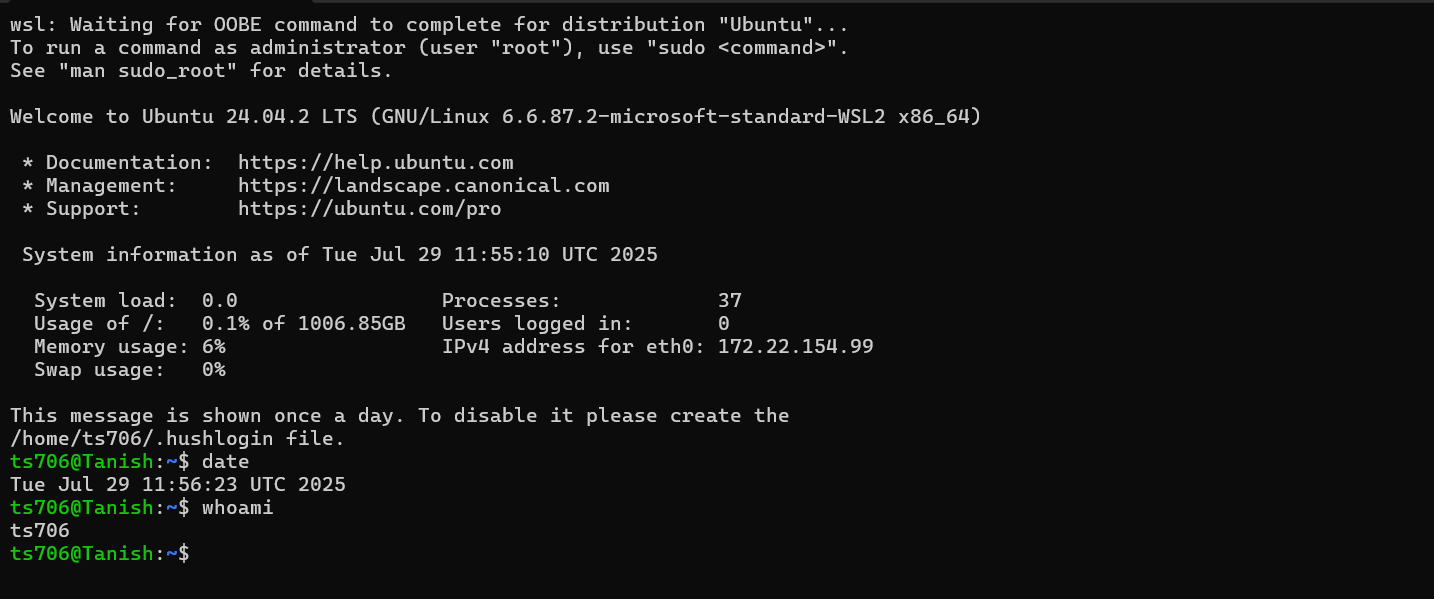 wsl: Waiting for OOBE command to complete for distribution "Ubuntu"...
To run a command as administrator (user "root"), use "sudo <command>".
See "man sudo_root" for details.

Welcome to Ubuntu 24.04.2 LTS (GNU/Linux 6.6.87.2-microsoft-standard-WSL2 x86_64)

 * Documentation:  https://help.ubuntu.com
 * Management:     https://landscape.canonical.com
 * Support:        https://ubuntu.com/pro

 System information as of Tue Jul 29 11:55:10 UTC 2025

  System load:  0.0                 Processes:             37
  Usage of /:   0.1% of 1006.85GB   Users logged in:       0
  Memory usage: 6%                  IPv4 address for eth0: 172.22.154.99
  Swap usage:   0%

This message is shown once a day. To disable it please create the
/home/ts706/.hushlogin file.
ts706@Tanish:~$ date
Tue Jul 29 11:56:23 UTC 2025
ts706@Tanish:~$ whoami
ts706
ts706@Tanish:~$